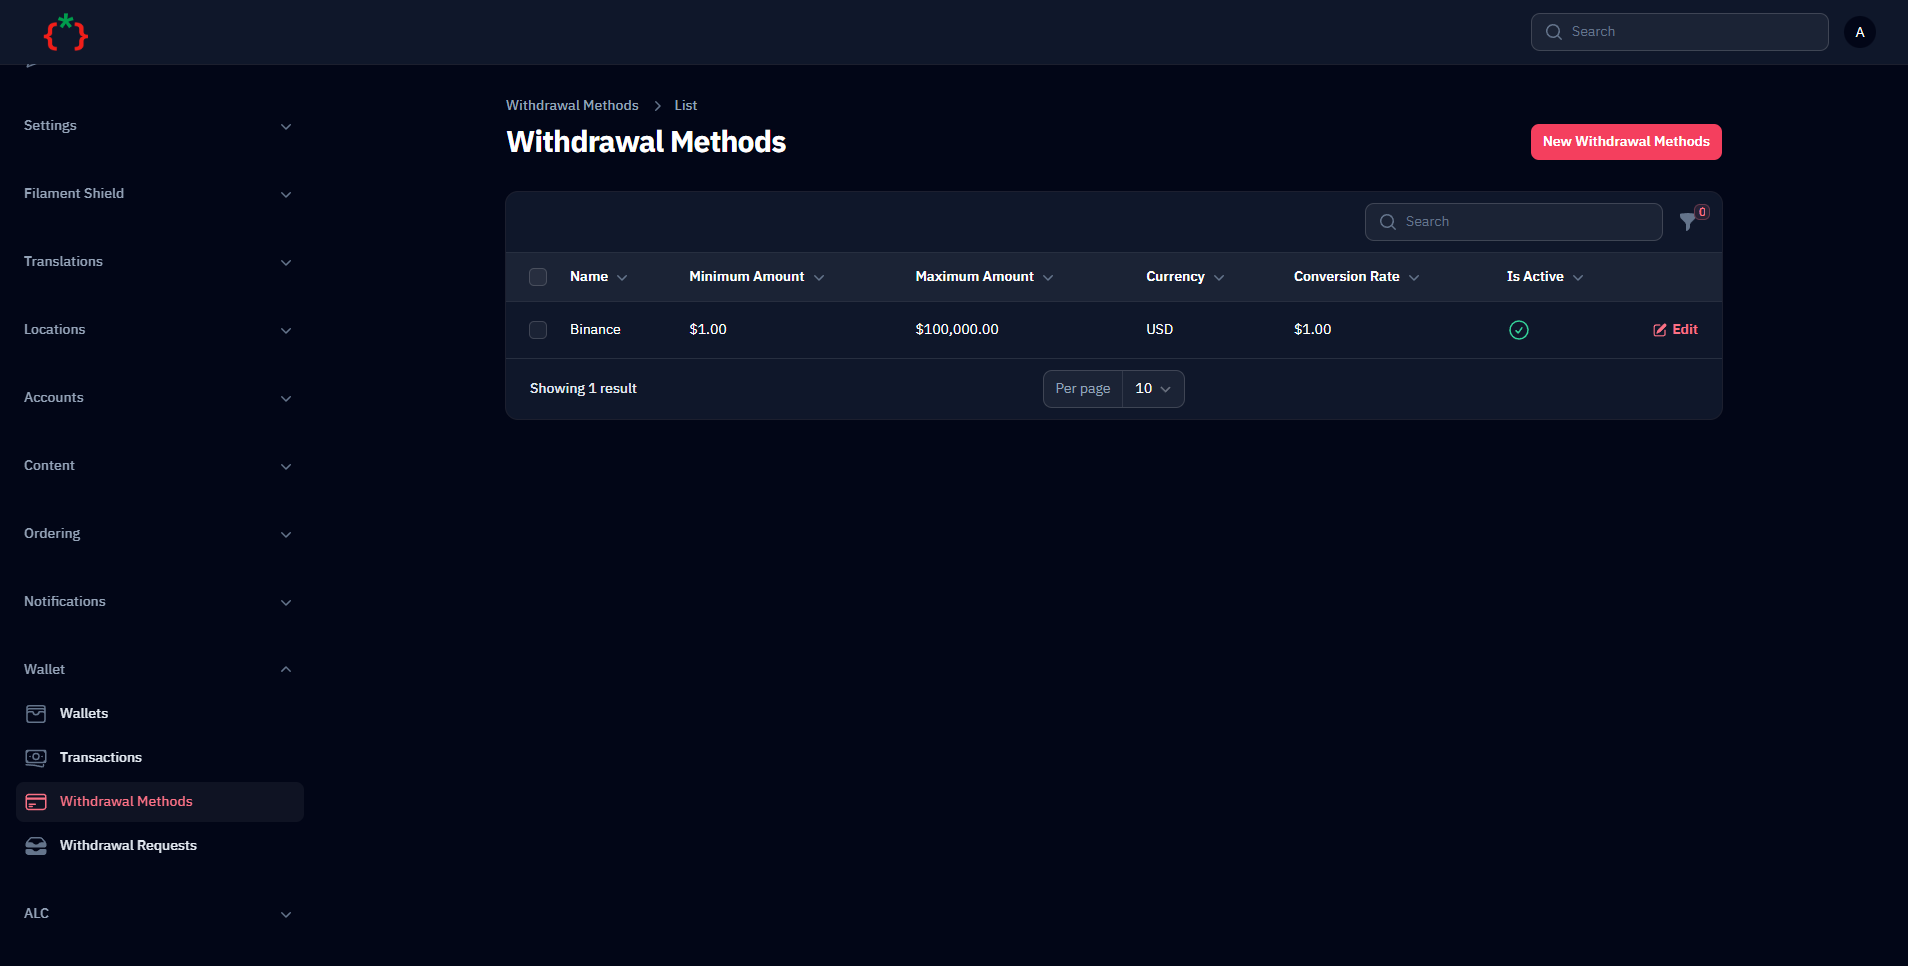 {*}
Search
A
Settings
Filament Shield
Translations
Locations
Accounts
Content
Ordering
Notifications
Wallet
Wallets
Transactions
Withdrawal Methods
Withdrawal Requests
ALC
Withdrawal Methods > List
Withdrawal Methods
New Withdrawal Methods
Search
0
Name Minimum Amount Maximum Amount Currency Conversion Rate Is Active
Binance $1.00 $100,000.00 USD $1.00 Edit
Showing 1 result
Per page 10